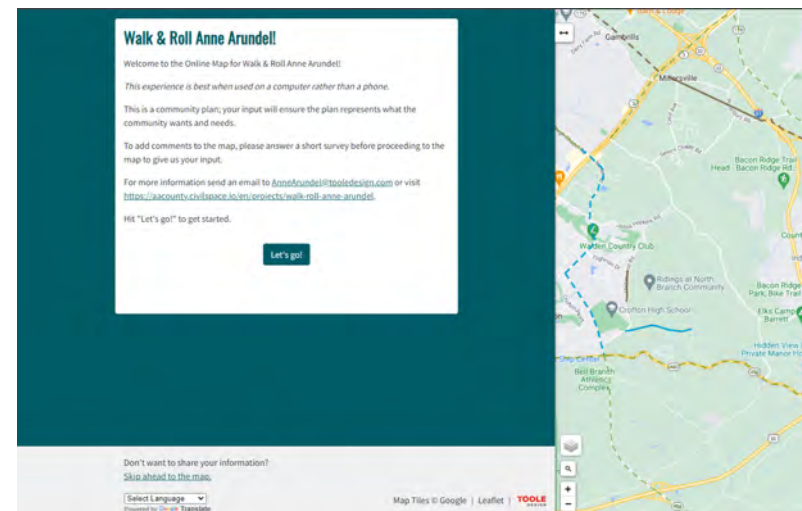 Walk & Roll Anne Arundel!
Welcome to the Online Map for Walk & Roll Anne Arundel!
This experience is best when used on a computer rather than a phone.
This is a community plan; your input will ensure the plan represents what the
community wants and needs.
To add comments to the map, please answer a short survey before proceeding to the
map to give us your input.
For more information send an email to AnneArundel@tooledesign.com or visit
https://aacounty.civilspace.io/en/projects/walk-roll-anne-arundel.
Hit "Let's go!" to get started.
Let's go!
Don't want to share your information?
Skip ahead to the map.
Select Language
Powered by Google Translate
Map Tiles © Google | Leaflet | TOOLE
DESIGN
Gambrills
Millersville
Bacon Ridge Trail
Head - Bacon Ridge Rd.
Walden Country Club
Ridings at North
Branch Community
Bacon Ridge
Park, Bike Trail
Crofton High School
Elks Camp
Barrett
Hidden View
Private Manor Ho
Bell Branch
Athletic
Complex
+
−